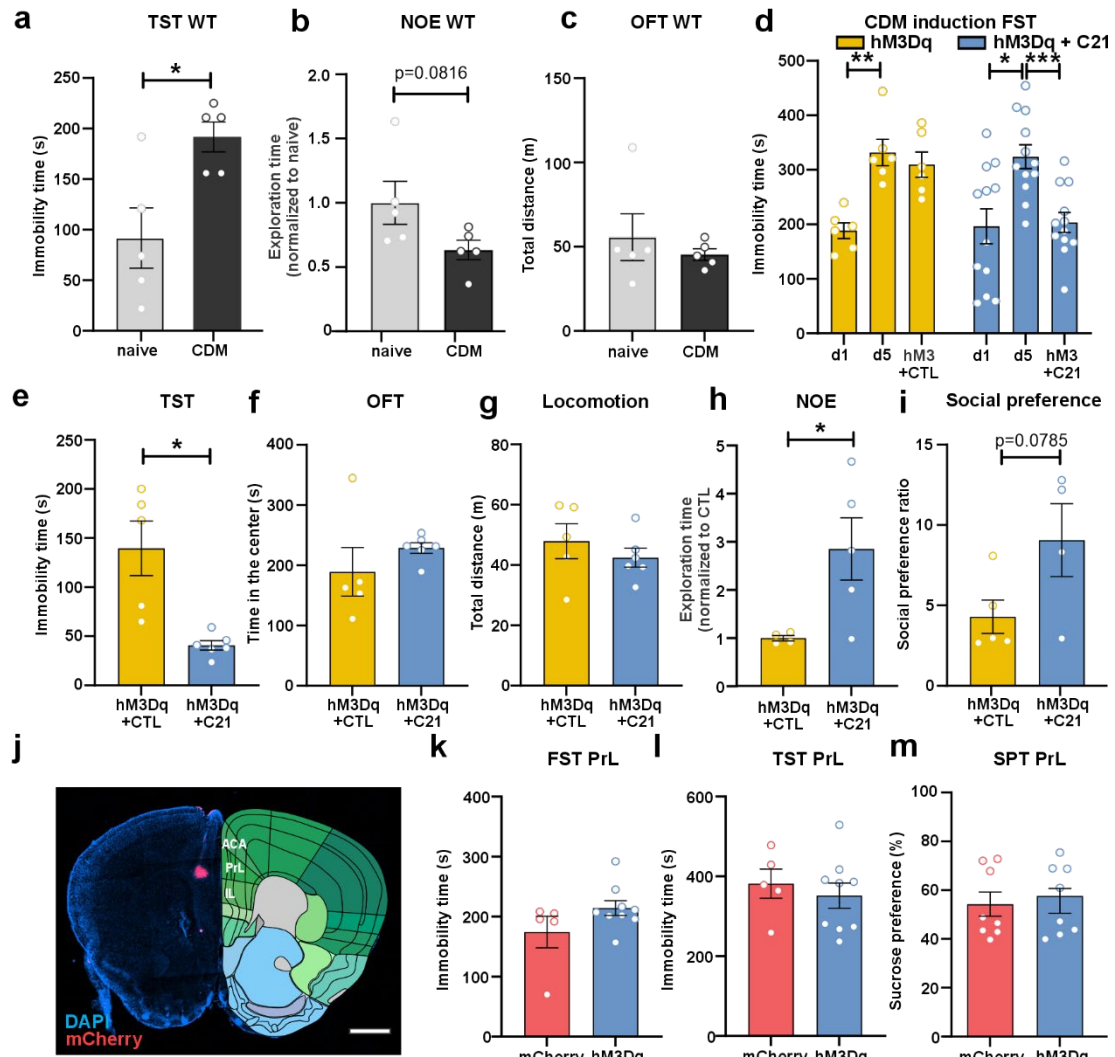 a
TST WT
*
Immobility time (s)
250
200
150
100
50
0
naive
CDM
b
NOE WT
p=0.0816
Exploration time
(normalized to naive)
2.0
1.5
1.0
0.5
0.0
naive
CDM
c
OFT WT
Total distance (m)
150
100
50
0
naive
CDM
d
CDM induction FST
hM3Dq
hM3Dq + C21
**
*
***
Immobility time (s)
500
400
300
200
100
0
d1
d5
hM3
+CTL
d1
d5
hM3
+C21
e
TST
*
Immobility time (s)
250
200
150
100
50
0
hM3Dq
+CTL
hM3Dq
+C21
f
OFT
Time in the center (s)
400
300
200
100
0
hM3Dq
+CTL
hM3Dq
+C21
g
Locomotion
Total distance (m)
80
60
40
20
0
hM3Dq
+CTL
hM3Dq
+C21
h
NOE
*
Exploration time
(normalized to CTL
5
4
3
2
1
0
hM3Dq
+CTL
hM3Dq
+C21
i
Social preference
p=0.0785
Social preference ratio
15
10
5
0
hM3Dq
+CTL
hM3Dq
+C21
j
ACA
PrL
IL
DAPI
mCherry
k
FST PrL
Immobility time (s)
400
300
200
100
0
mCherry
hM3Dq
l
TST PrL
Immobility time (s)
600
400
200
0
mCherry
hM3Dq
m
SPT PrL
Sucrose preference (%)
100
80
60
40
20
0
mCherry
hM3Dq